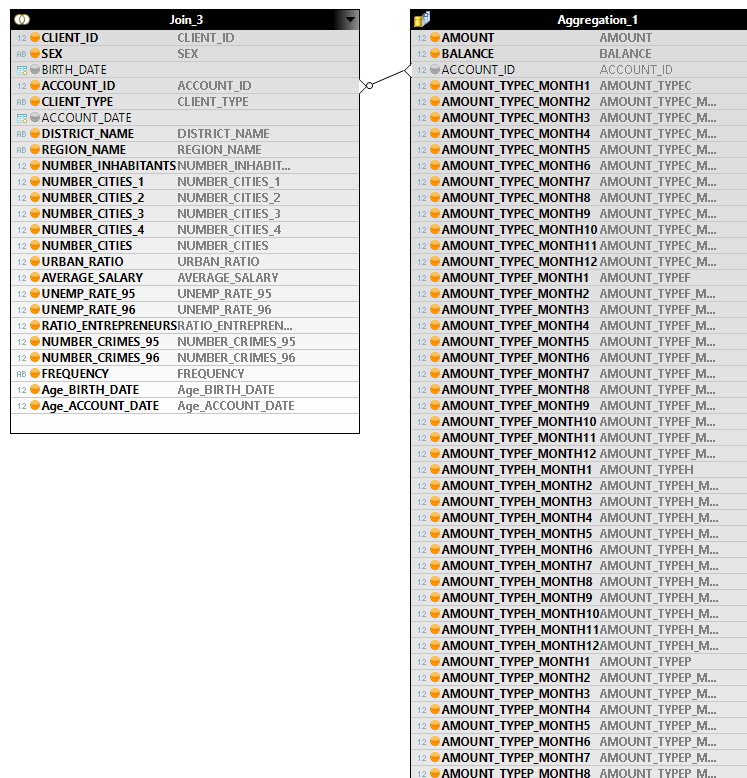 Join_3
12 CLIENT_ID CLIENT_ID
AB SEX SEX
BIRTH_DATE
12 ACCOUNT_ID ACCOUNT_ID
AB CLIENT_TYPE CLIENT_TYPE
ACCOUNT_DATE
AB DISTRICT_NAME DISTRICT_NAME
AB REGION_NAME REGION_NAME
12 NUMBER_INHABITANTS NUMBER_INHABIT...
12 NUMBER_CITIES_1 NUMBER_CITIES_1
12 NUMBER_CITIES_2 NUMBER_CITIES_2
12 NUMBER_CITIES_3 NUMBER_CITIES_3
12 NUMBER_CITIES_4 NUMBER_CITIES_4
12 NUMBER_CITIES NUMBER_CITIES
12 URBAN_RATIO URBAN_RATIO
12 AVERAGE_SALARY AVERAGE_SALARY
12 UNEMP_RATE_95 UNEMP_RATE_95
12 UNEMP_RATE_96 UNEMP_RATE_96
12 RATIO_ENTREPRENEURS RATIO_ENTREPREN...
12 NUMBER_CRIMES_95 NUMBER_CRIMES_95
12 NUMBER_CRIMES_96 NUMBER_CRIMES_96
AB FREQUENCY FREQUENCY
12 Age_BIRTH_DATE Age_BIRTH_DATE
12 Age_ACCOUNT_DATE Age_ACCOUNT_DATE
Aggregation_1
12 AMOUNT AMOUNT
12 BALANCE BALANCE
12 ACCOUNT_ID ACCOUNT_ID
12 AMOUNT_TYPEC_MONTH1 AMOUNT_TYPEC
12 AMOUNT_TYPEC_MONTH2 AMOUNT_TYPEC_M...
12 AMOUNT_TYPEC_MONTH3 AMOUNT_TYPEC_M...
12 AMOUNT_TYPEC_MONTH4 AMOUNT_TYPEC_M...
12 AMOUNT_TYPEC_MONTH5 AMOUNT_TYPEC_M...
12 AMOUNT_TYPEC_MONTH6 AMOUNT_TYPEC_M...
12 AMOUNT_TYPEC_MONTH7 AMOUNT_TYPEC_M...
12 AMOUNT_TYPEC_MONTH8 AMOUNT_TYPEC_M...
12 AMOUNT_TYPEC_MONTH9 AMOUNT_TYPEC_M...
12 AMOUNT_TYPEC_MONTH10 AMOUNT_TYPEC_M...
12 AMOUNT_TYPEC_MONTH11 AMOUNT_TYPEC_M...
12 AMOUNT_TYPEC_MONTH12 AMOUNT_TYPEC_M...
12 AMOUNT_TYPEF_MONTH1 AMOUNT_TYPEF
12 AMOUNT_TYPEF_MONTH2 AMOUNT_TYPEF_M...
12 AMOUNT_TYPEF_MONTH3 AMOUNT_TYPEF_M...
12 AMOUNT_TYPEF_MONTH4 AMOUNT_TYPEF_M...
12 AMOUNT_TYPEF_MONTH5 AMOUNT_TYPEF_M...
12 AMOUNT_TYPEF_MONTH6 AMOUNT_TYPEF_M...
12 AMOUNT_TYPEF_MONTH7 AMOUNT_TYPEF_M...
12 AMOUNT_TYPEF_MONTH8 AMOUNT_TYPEF_M...
12 AMOUNT_TYPEF_MONTH9 AMOUNT_TYPEF_M...
12 AMOUNT_TYPEF_MONTH10 AMOUNT_TYPEF_M...
12 AMOUNT_TYPEF_MONTH11 AMOUNT_TYPEF_M...
12 AMOUNT_TYPEF_MONTH12 AMOUNT_TYPEF_M...
12 AMOUNT_TYPEH_MONTH1 AMOUNT_TYPEH
12 AMOUNT_TYPEH_MONTH2 AMOUNT_TYPEH_M...
12 AMOUNT_TYPEH_MONTH3 AMOUNT_TYPEH_M...
12 AMOUNT_TYPEH_MONTH4 AMOUNT_TYPEH_M...
12 AMOUNT_TYPEH_MONTH5 AMOUNT_TYPEH_M...
12 AMOUNT_TYPEH_MONTH6 AMOUNT_TYPEH_M...
12 AMOUNT_TYPEH_MONTH7 AMOUNT_TYPEH_M...
12 AMOUNT_TYPEH_MONTH8 AMOUNT_TYPEH_M...
12 AMOUNT_TYPEH_MONTH9 AMOUNT_TYPEH_M...
12 AMOUNT_TYPEH_MONTH10 AMOUNT_TYPEH_M...
12 AMOUNT_TYPEH_MONTH11 AMOUNT_TYPEH_M...
12 AMOUNT_TYPEH_MONTH12 AMOUNT_TYPEH_M...
12 AMOUNT_TYPEP_MONTH1 AMOUNT_TYPEP
12 AMOUNT_TYPEP_MONTH2 AMOUNT_TYPEP_M...
12 AMOUNT_TYPEP_MONTH3 AMOUNT_TYPEP_M...
12 AMOUNT_TYPEP_MONTH4 AMOUNT_TYPEP_M...
12 AMOUNT_TYPEP_MONTH5 AMOUNT_TYPEP_M...
12 AMOUNT_TYPEP_MONTH6 AMOUNT_TYPEP_M...
12 AMOUNT_TYPEP_MONTH7 AMOUNT_TYPEP_M...
12 AMOUNT_TYPEP_MONTH8 AMOUNT_TYPEP_M...